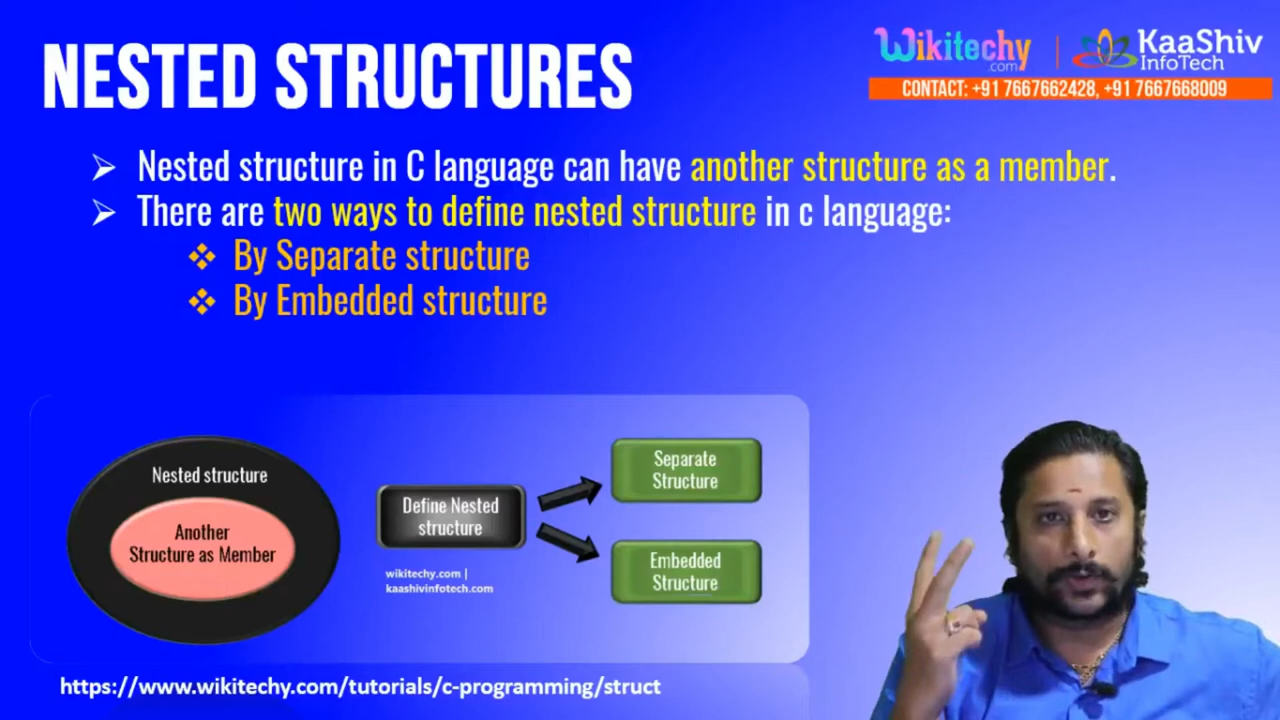 NESTED STRUCTURES
Wikitechy
.com
KaaShiv
InfoTech
CONTACT: +91 7667662428, +91 7667668009
Nested structure in C language can have another structure as a member.
There are two ways to define nested structure in c language:
By Separate structure
By Embedded structure
Nested structure
Another
Structure as Member
Define Nested
structure
wikitechy.com |
kaashivinfotech.com
Separate
Structure
Embedded
Structure
https://www.wikitechy.com/tutorials/c-programming/struct